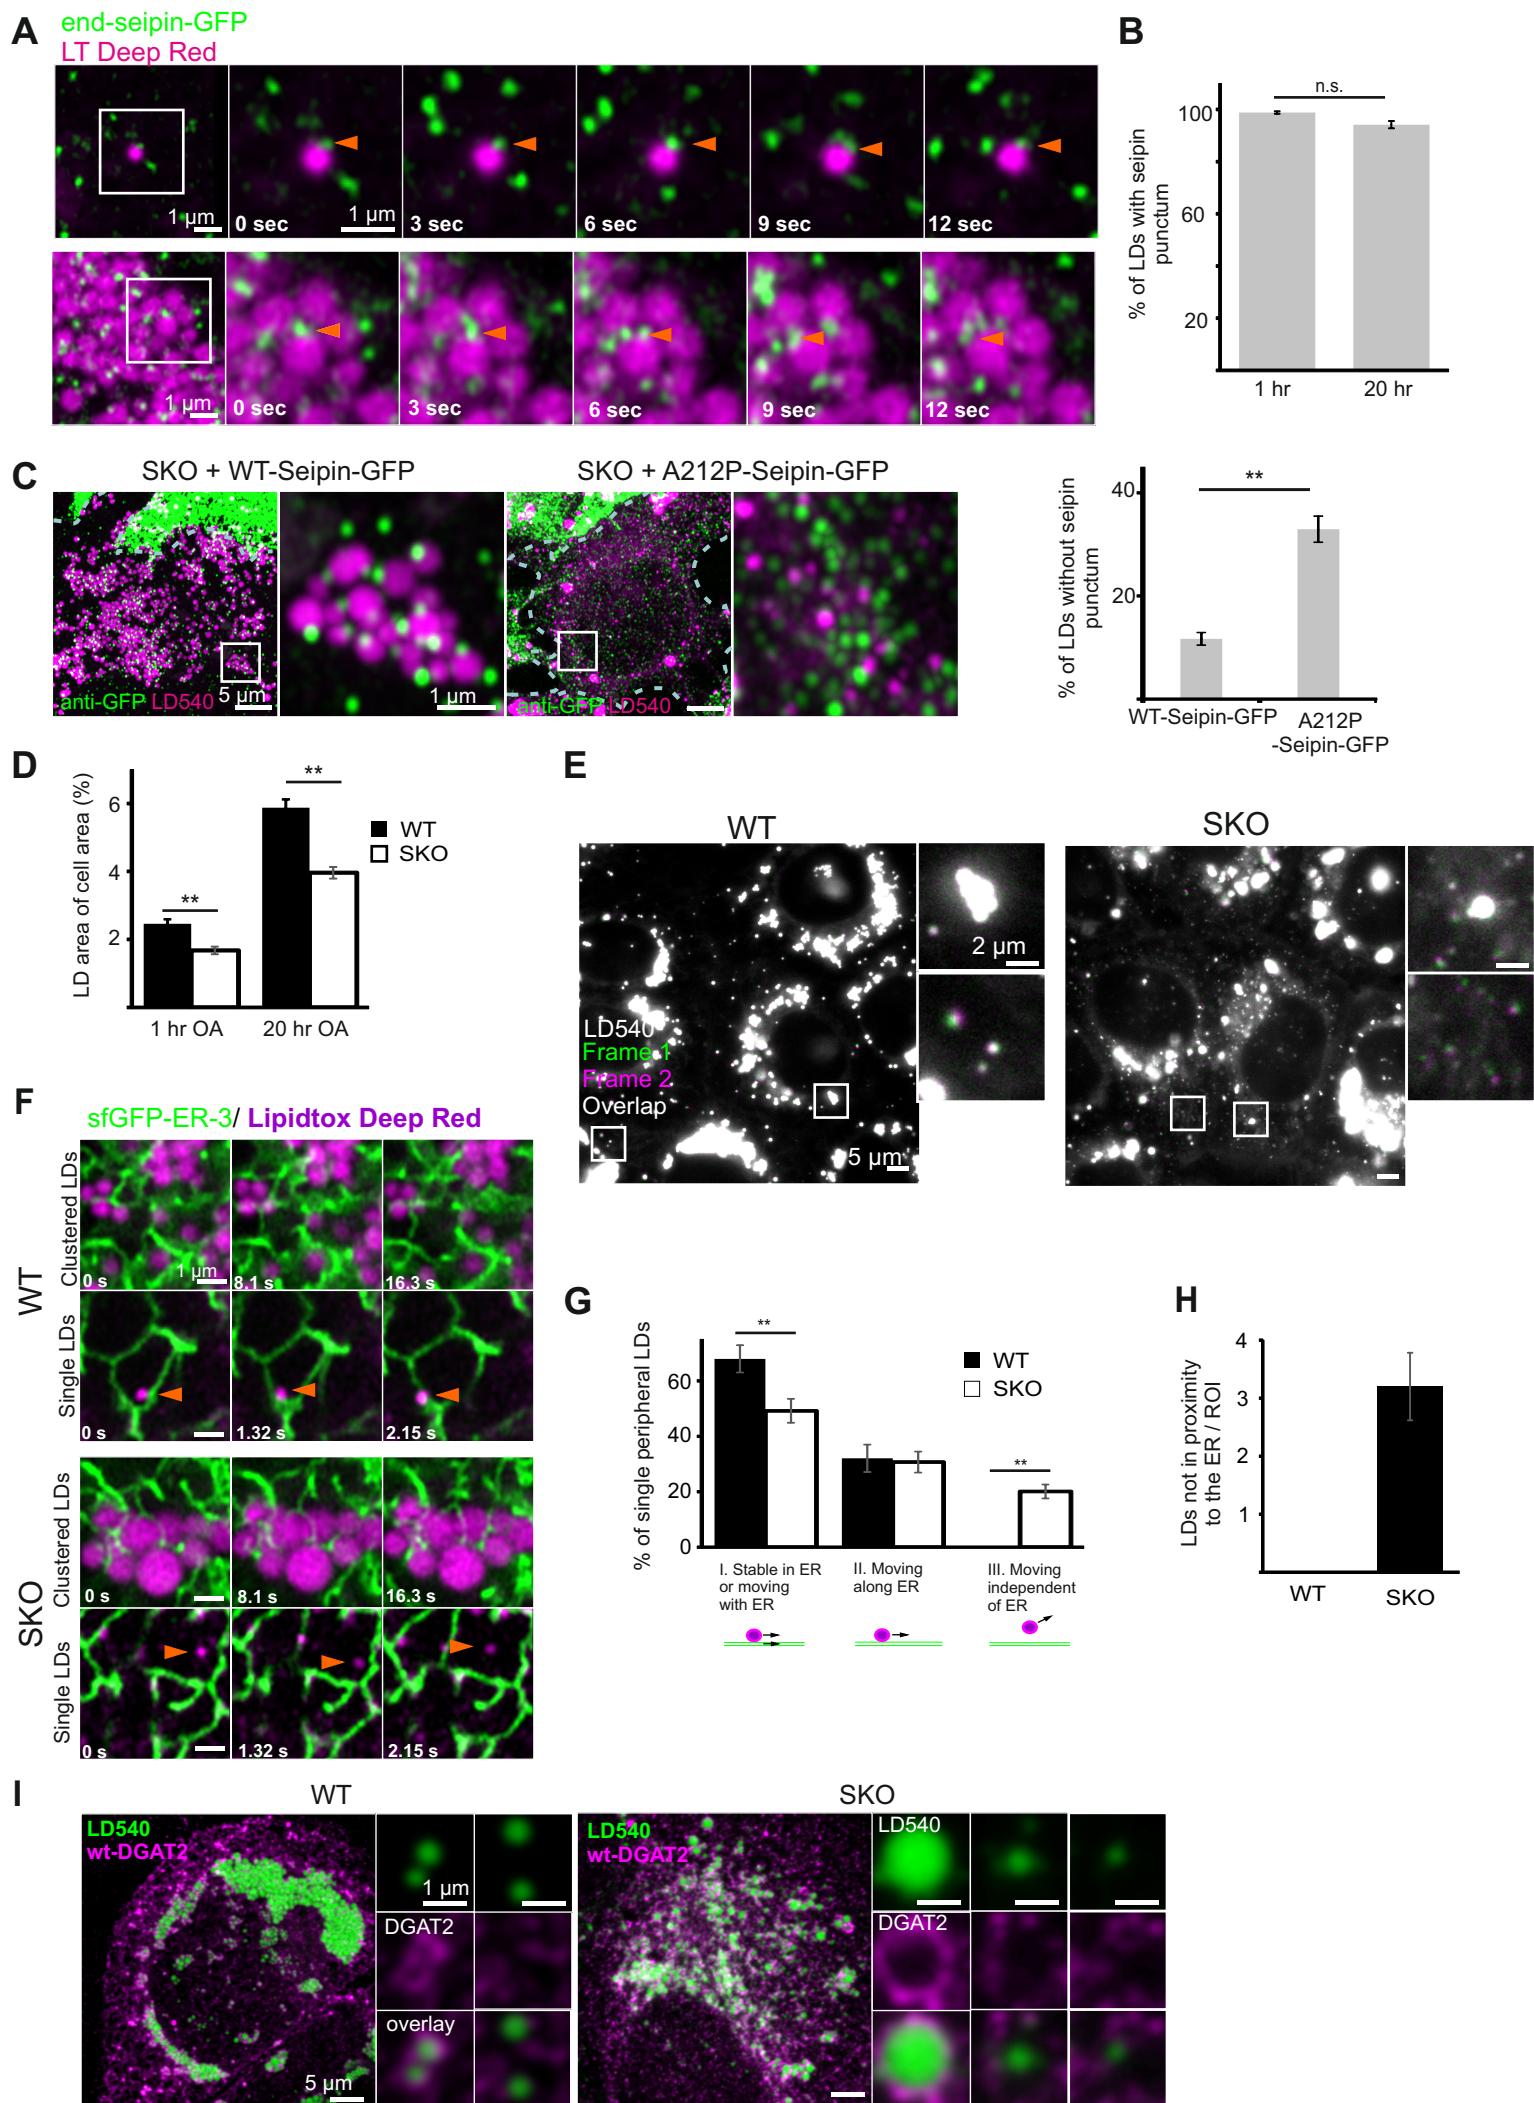 A
end-seipin-GFP
LT Deep Red
1 µm
0 sec
1 µm
3 sec
6 sec
9 sec
12 sec
1 µm
0 sec
3 sec
6 sec
9 sec
12 sec
B
% of LDs with seipin
punctum
100
60
20
n.s.
1 hr
20 hr
C
SKO + WT-Seipin-GFP
SKO + A212P-Seipin-GFP
anti-GFP LD540
5 µm
1 µm
anti-GFP LD540
% of LDs without seipin
punctum
40
20
**
WT-Seipin-GFP
A212P
-Seipin-GFP
D
LD area of cell area (%)
6
4
2
**
**
WT
SKO
1 hr OA
20 hr OA
E
WT
SKO
LD540
Frame 1
Frame 2
Overlap
5 µm
2 µm
F
sfGFP-ER-3/ Lipidtox Deep Red
WT
Clustered LDs
0 s
1 µm
8.1 s
16.3 s
Single LDs
0 s
1.32 s
2.15 s
SKO
Clustered LDs
0 s
8.1 s
16.3 s
Single LDs
0 s
1.32 s
2.15 s
G
% of single peripheral LDs
60
40
20
0
**
**
WT
SKO
I. Stable in ER
or moving
with ER
II. Moving
along ER
III. Moving
independent
of ER
H
LDs not in proximity
to the ER / ROI
4
3
2
1
WT
SKO
I
WT
SKO
LD540
wt-DGAT2
5 µm
1 µm
DGAT2
overlay
LD540
wt-DGAT2
LD540
DGAT2